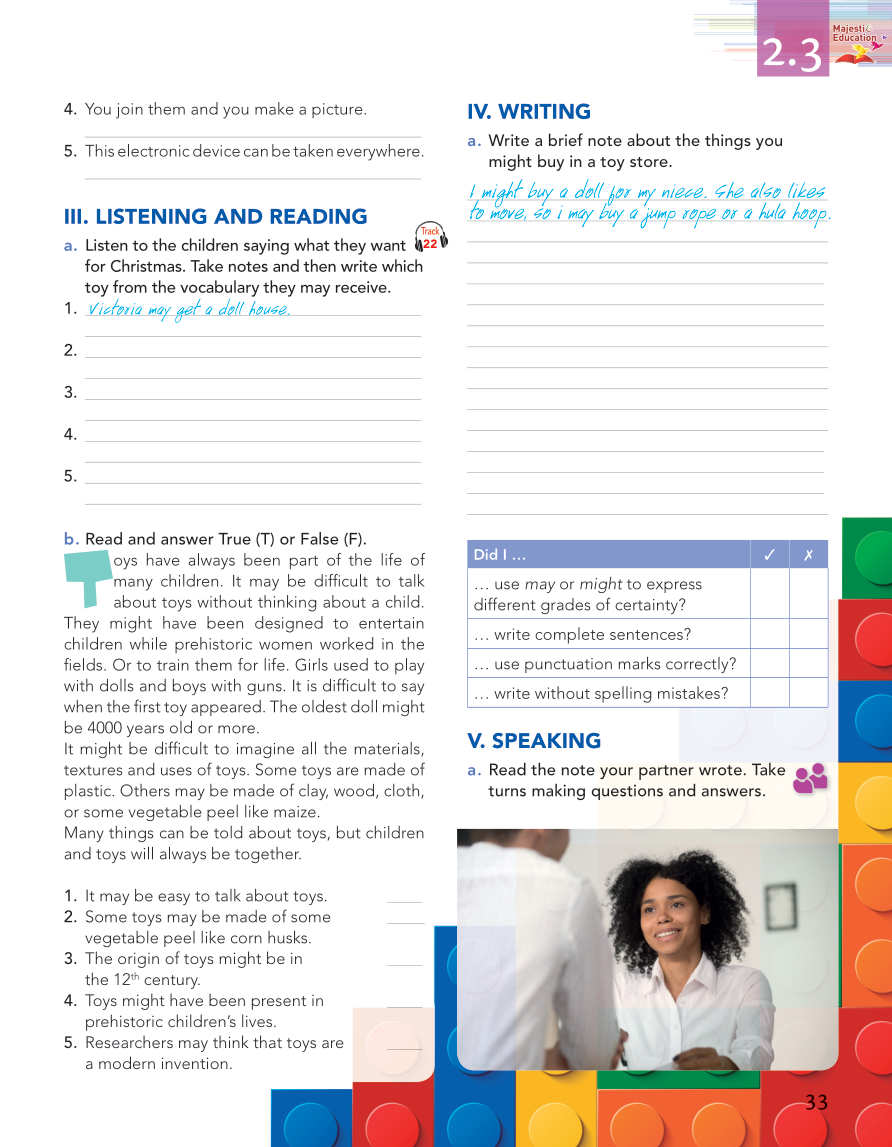 2.3
Majestic
Education
4. You join them and you make a picture.
5. This electronic device can be taken everywhere.
III. LISTENING AND READING
a. Listen to the children saying what they want
for Christmas. Take notes and then write which
toy from the vocabulary they may receive.
Track
22
1. Victoria may get a doll house.
2.
3.
4.
5.
b. Read and answer True (T) or False (F).
Toys have always been part of the life of
many children. It may be difficult to talk
about toys without thinking about a child.
They might have been designed to entertain
children while prehistoric women worked in the
fields. Or to train them for life. Girls used to play
with dolls and boys with guns. It is difficult to say
when the first toy appeared. The oldest doll might
be 4000 years old or more.
It might be difficult to imagine all the materials,
textures and uses of toys. Some toys are made of
plastic. Others may be made of clay, wood, cloth,
or some vegetable peel like maize.
Many things can be told about toys, but children
and toys will always be together.
1. It may be easy to talk about toys.
2. Some toys may be made of some
vegetable peel like corn husks.
3. The origin of toys might be in
the 12th century.
4. Toys might have been present in
prehistoric children's lives.
5. Researchers may think that toys are
a modern invention.
IV. WRITING
a. Write a brief note about the things you
might buy in a toy store.
I might buy a doll for my niece. She also likes
to move, so i may buy a jump rope or a hula hoop.
Did I ... ✓ ✗
... use may or might to express
different grades of certainty?
... write complete sentences?
... use punctuation marks correctly?
... write without spelling mistakes?
V. SPEAKING
a. Read the note your partner wrote. Take
turns making questions and answers.
33